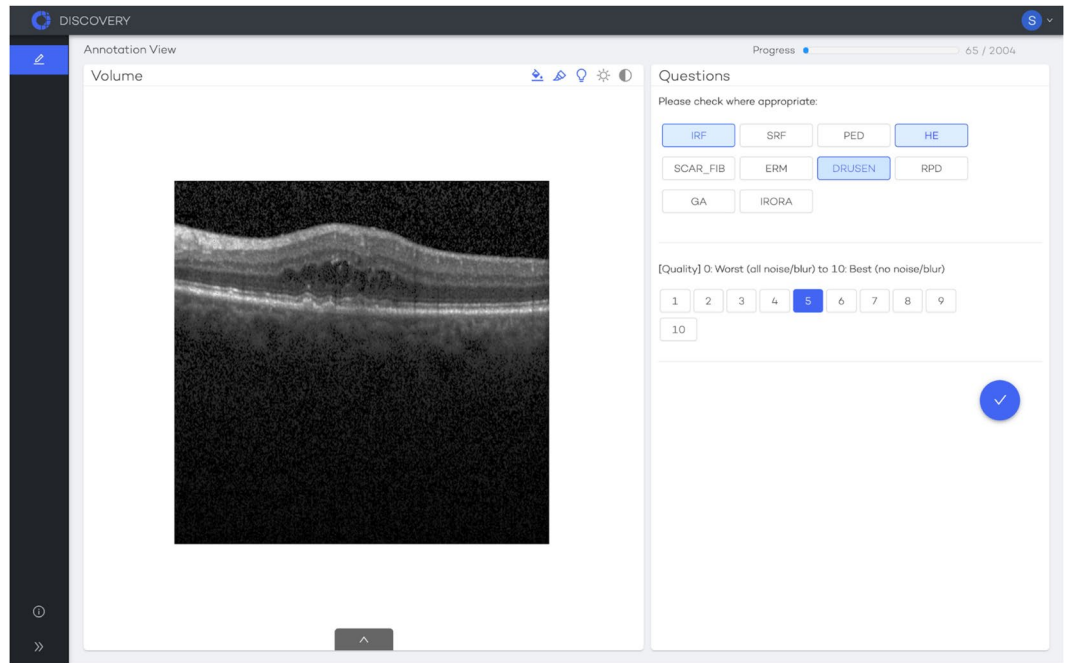 DISCOVERY S
Annotation View Progress 65 / 2004
Volume
Questions
Please check where appropriate:
IRF SRF PED HE
SCAR_FIB ERM DRUSEN RPD
GA IRORA
[Quality] 0: Worst (all noise/blur) to 10: Best (no noise/blur)
1 2 3 4 5 6 7 8 9
10